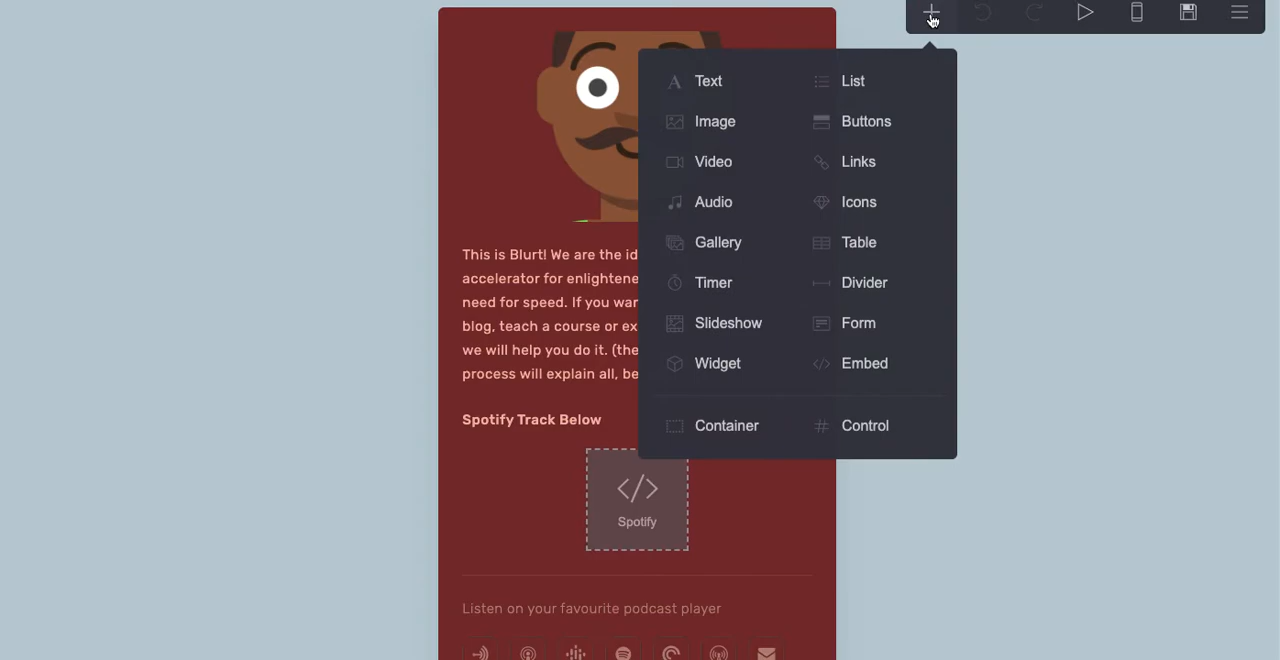 Text
List
Image
Buttons
Video
Links
Audio
Icons
Gallery
Table
Timer
Divider
Slideshow
Form
Widget
Embed
Container
Control
This is Blurt! We are the id
accelerator for enlightene
need for speed. If you wan
blog, teach a course or ex
we will help you do it. (the
process will explain all, be
Spotify Track Below
Spotify
Listen on your favourite podcast player